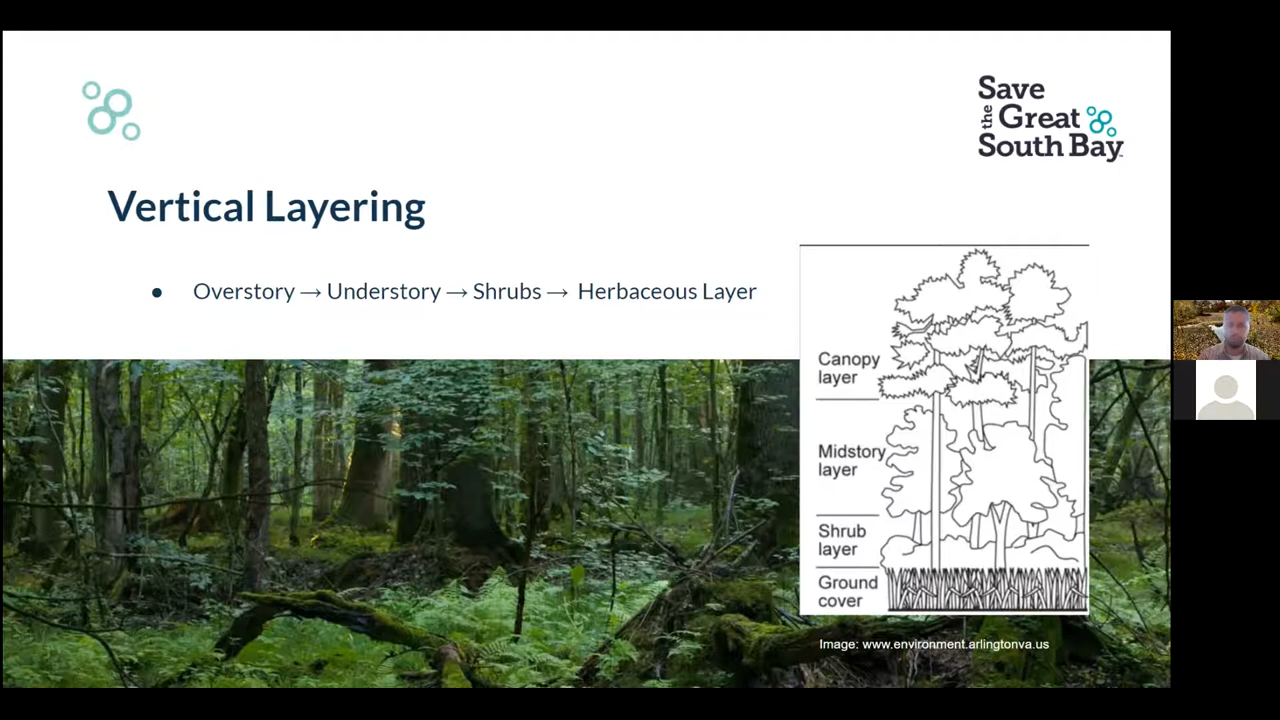 Save
the Great
South Bay
Vertical Layering
● Overstory → Understory → Shrubs → Herbaceous Layer
Canopy
layer
Midstory
layer
Shrub
layer
Ground
cover
Image: www.environment.arlingtonva.us